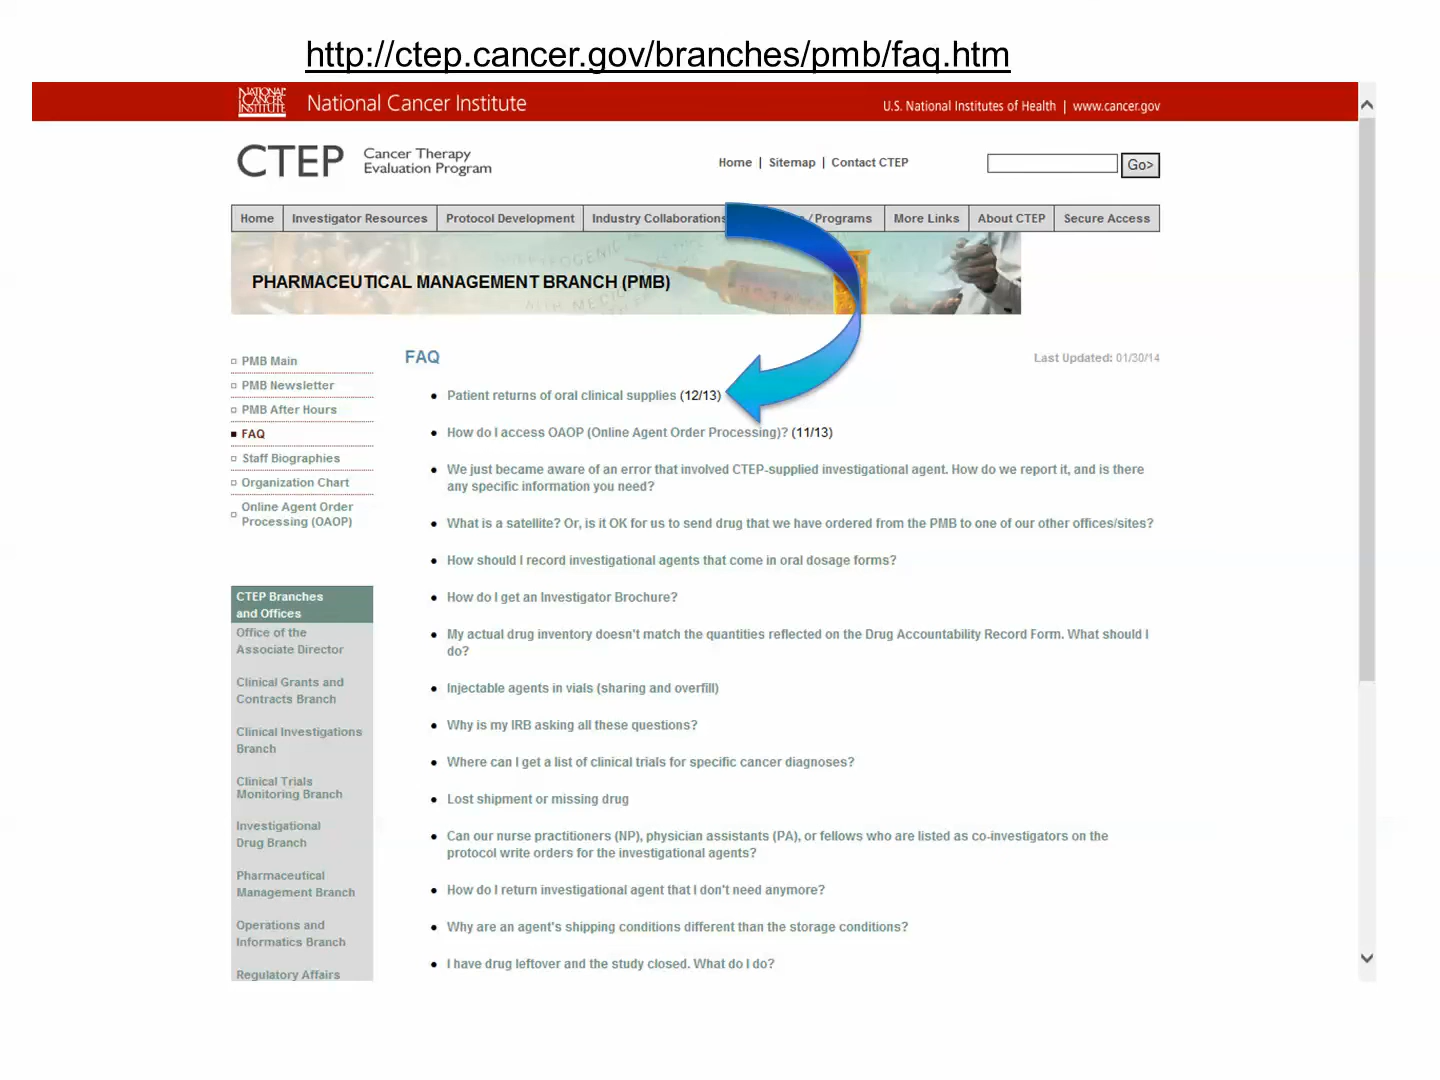 http://ctep.cancer.gov/branches/pmb/faq.htm
NATIONAL CANCER INSTITUTE
National Cancer Institute
U.S. National Institutes of Health | www.cancer.gov
CTEP
Cancer Therapy
Evaluation Program
Home | Sitemap | Contact CTEP
Go>
Home
Investigator Resources
Protocol Development
Industry Collaborations
/ Programs
More Links
About CTEP
Secure Access
PHARMACEUTICAL MANAGEMENT BRANCH (PMB)
PMB Main
PMB Newsletter
PMB After Hours
FAQ
Staff Biographies
Organization Chart
Online Agent Order
Processing (OAOP)
CTEP Branches
and Offices
Office of the
Associate Director
Clinical Grants and
Contracts Branch
Clinical Investigations
Branch
Clinical Trials
Monitoring Branch
Investigational
Drug Branch
Pharmaceutical
Management Branch
Operations and
Informatics Branch
Regulatory Affairs
FAQ
Last Updated: 01/30/14
• Patient returns of oral clinical supplies (12/13)
• How do I access OAOP (Online Agent Order Processing)? (11/13)
• We just became aware of an error that involved CTEP-supplied investigational agent. How do we report it, and is there
any specific information you need?
• What is a satellite? Or, is it OK for us to send drug that we have ordered from the PMB to one of our other offices/sites?
• How should I record investigational agents that come in oral dosage forms?
• How do I get an Investigator Brochure?
• My actual drug inventory doesn't match the quantities reflected on the Drug Accountability Record Form. What should I
do?
• Injectable agents in vials (sharing and overfill)
• Why is my IRB asking all these questions?
• Where can I get a list of clinical trials for specific cancer diagnoses?
• Lost shipment or missing drug
• Can our nurse practitioners (NP), physician assistants (PA), or fellows who are listed as co-investigators on the
protocol write orders for the investigational agents?
• How do I return investigational agent that I don't need anymore?
• Why are an agent's shipping conditions different than the storage conditions?
• I have drug leftover and the study closed. What do I do?